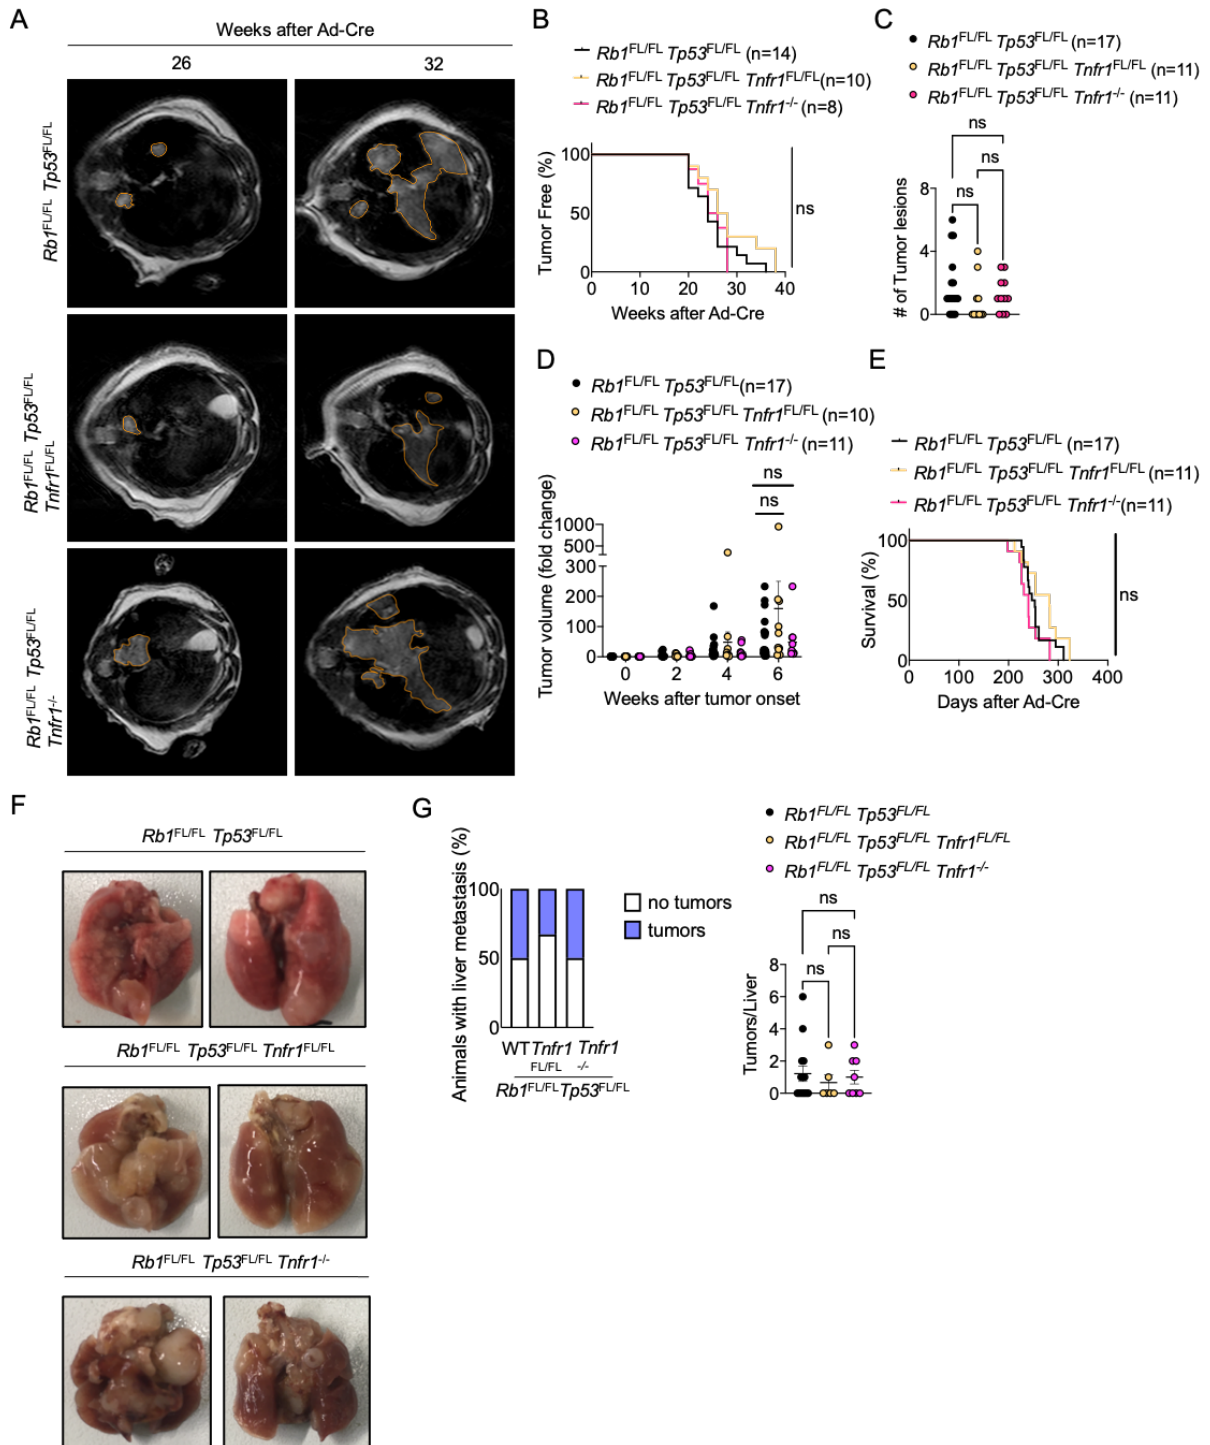 A
Weeks after Ad-Cre
26
32
Rb1FL/FL Tp53FL/FL
Rb1FL/FL Tp53FL/FL
Tnfr1FL/FL
Rb1FL/FL Tp53FL/FL
Tnfr1-/-
B
Rb1FL/FL Tp53FL/FL (n=14)
Rb1FL/FL Tp53FL/FL Tnfr1FL/FL(n=10)
Rb1FL/FL Tp53FL/FL Tnfr1-/- (n=8)
Tumor Free (%)
100
50
0
0 10 20 30 40
Weeks after Ad-Cre
ns
C
Rb1FL/FL Tp53FL/FL (n=17)
Rb1FL/FL Tp53FL/FL Tnfr1FL/FL (n=11)
Rb1FL/FL Tp53FL/FL Tnfr1-/- (n=11)
ns
ns
ns
# of Tumor lesions
8
4
0
D
Rb1FL/FL Tp53FL/FL(n=17)
Rb1FL/FL Tp53FL/FL Tnfr1FL/FL (n=10)
Rb1FL/FL Tp53FL/FL Tnfr1-/- (n=11)
ns
ns
Tumor volume (fold change)
1000
500
300
200
100
0
0 2 4 6
Weeks after tumor onset
E
Rb1FL/FL Tp53FL/FL (n=17)
Rb1FL/FL Tp53FL/FL Tnfr1FL/FL (n=11)
Rb1FL/FL Tp53FL/FL Tnfr1-/-(n=11)
Survival (%)
100
50
0
0 100 200 300 400
Days after Ad-Cre
ns
F
Rb1FL/FL Tp53FL/FL
Rb1FL/FL Tp53FL/FL Tnfr1FL/FL
Rb1FL/FL Tp53FL/FL Tnfr1-/-
G
Animals with liver metastasis (%)
100
50
0
WT Tnfr1 Tnfr1
FL/FL -/-
Rb1FL/FL Tp53FL/FL
no tumors
tumors
Rb1FL/FL Tp53FL/FL
Rb1FL/FL Tp53FL/FL Tnfr1FL/FL
Rb1FL/FL Tp53FL/FL Tnfr1-/-
ns
ns
ns
Tumors/Liver
8
6
4
2
0